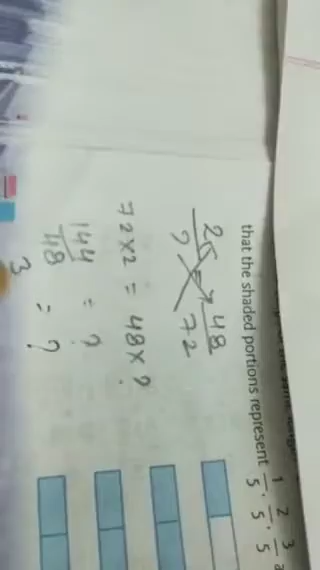 that the shaded portions represent 1/5, 2/5, 3/5
2/? = 48/72
72 × 2 = 48 × ?
144/48 = ?
3 = ?